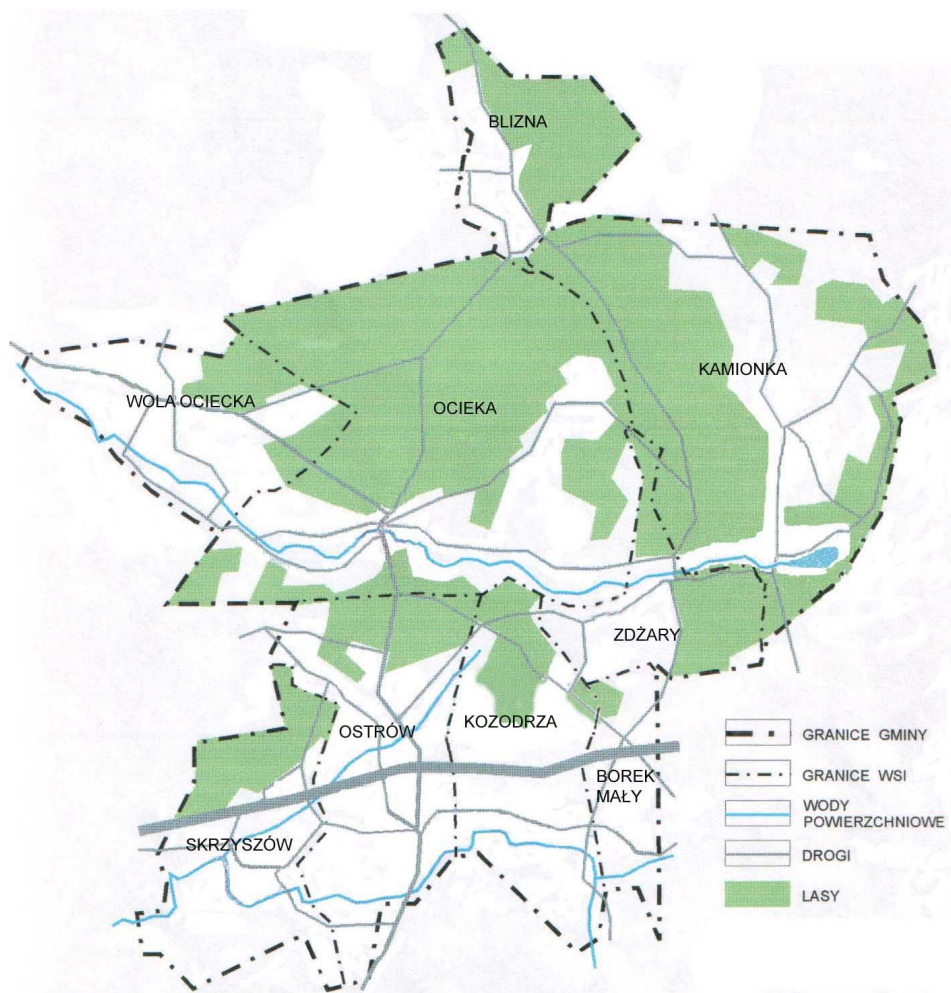 BLIZNA
KAMIONKA
WOLA OCIECKA
OCIEKA
ZDŻARY
OSTRÓW
KOZODRZA
BOREK
MAŁY
SKRZYSZÓW
GRANICE GMINY
GRANICE WSI
WODY
POWIERZCHNIOWE
DROGI
LASY